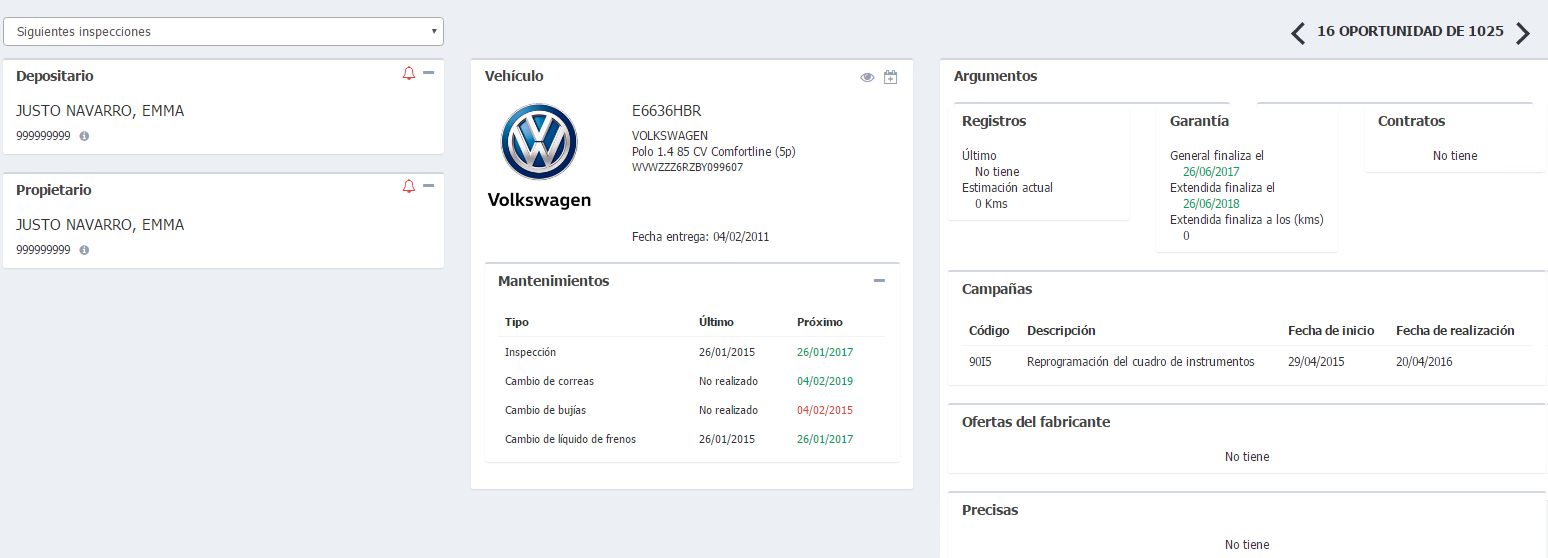 Siguientes inspecciones
16 OPORTUNIDAD DE 1025
Depositario
JUSTO NAVARRO, EMMA
999999999
Propietario
JUSTO NAVARRO, EMMA
999999999
Vehículo
Volkswagen
E6636HBR
VOLKSWAGEN
Polo 1.4 85 CV Comfortline (5p)
WVWZZZ6RZBY099607
Fecha entrega: 04/02/2011
Mantenimientos
Tipo Último Próximo
Inspección 26/01/2015 26/01/2017
Cambio de correas No realizado 04/02/2019
Cambio de bujías No realizado 04/02/2015
Cambio de líquido de frenos 26/01/2015 26/01/2017
Argumentos
Registros
Último
No tiene
Estimación actual
0 Kms
Garantía
General finaliza el
26/06/2017
Extendida finaliza el
26/06/2018
Extendida finaliza a los (kms)
0
Contratos
No tiene
Campañas
Código Descripción Fecha de inicio Fecha de realización
90I5 Reprogramación del cuadro de instrumentos 29/04/2015 20/04/2016
Ofertas del fabricante
No tiene
Precisas
No tiene